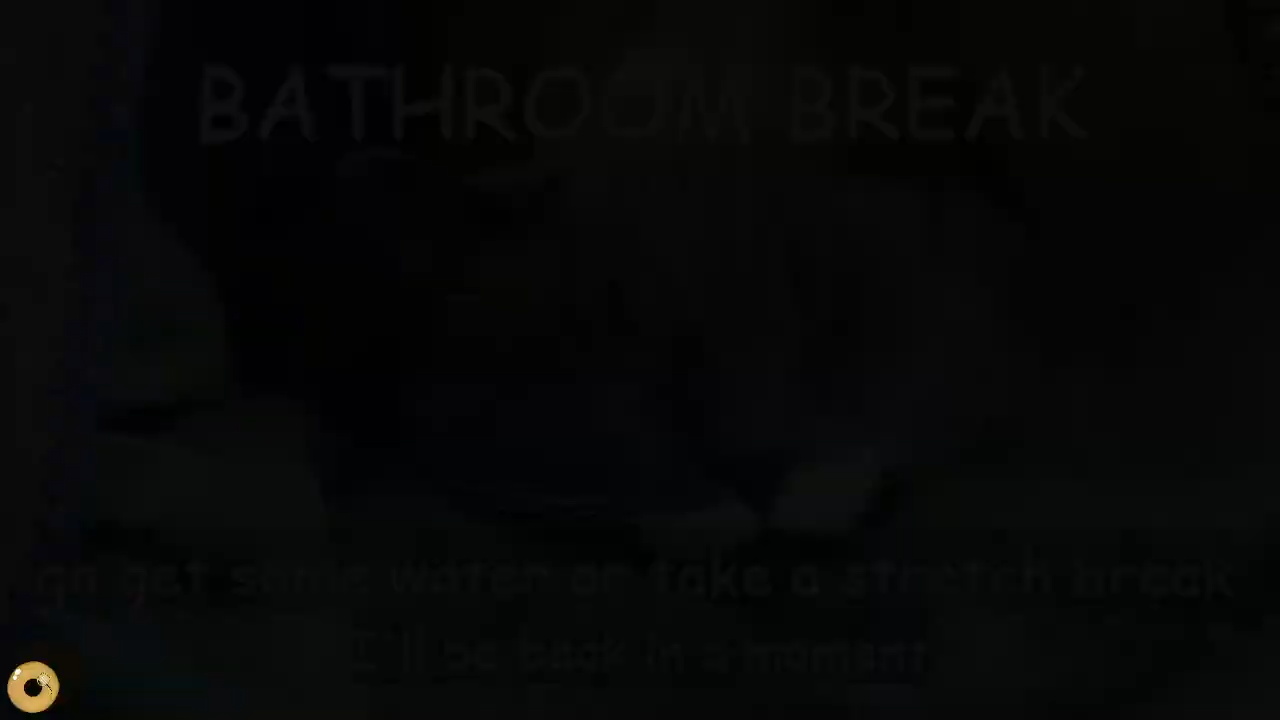 BATHROOM BREAK
go get some water or take a stretch break
I'll be back in a moment